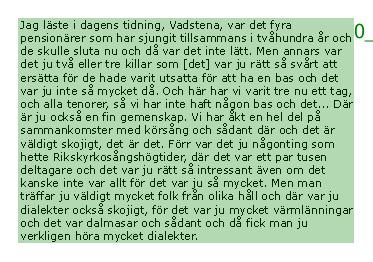 Jag läste i dagens tidning, Vadstena, var det fyra
pensionärer som har sjungit tillsammans i tvåhundra år och
de skulle sluta nu och då var det inte lätt. Men annars var
det ju två eller tre killar som [det] var ju rätt så svårt att
ersätta för de hade varit utsatta för att ha en bas och det
var ju inte så mycket då. Och här har vi varit tre nu ett tag,
och alla tenorer, så vi har inte haft någon bas och det... Där
är ju också en fin gemenskap. Vi har åkt en hel del på
sammankomster med körsång och sådant där och det är
väldigt skojigt, det är det. Förr var det ju någonting som
hette Rikskyrkosångshögtider, där det var ett par tusen
deltagare och det var ju rätt så intressant även om det
kanske inte var allt för det var ju så mycket. Men man
träffar ju väldigt mycket folk från olika håll och där var ju
dialekter också skojigt, för det var ju mycket värmlänningar
och det var dalmasar och sådant och då fick man ju
verkligen höra mycket dialekter.
0_